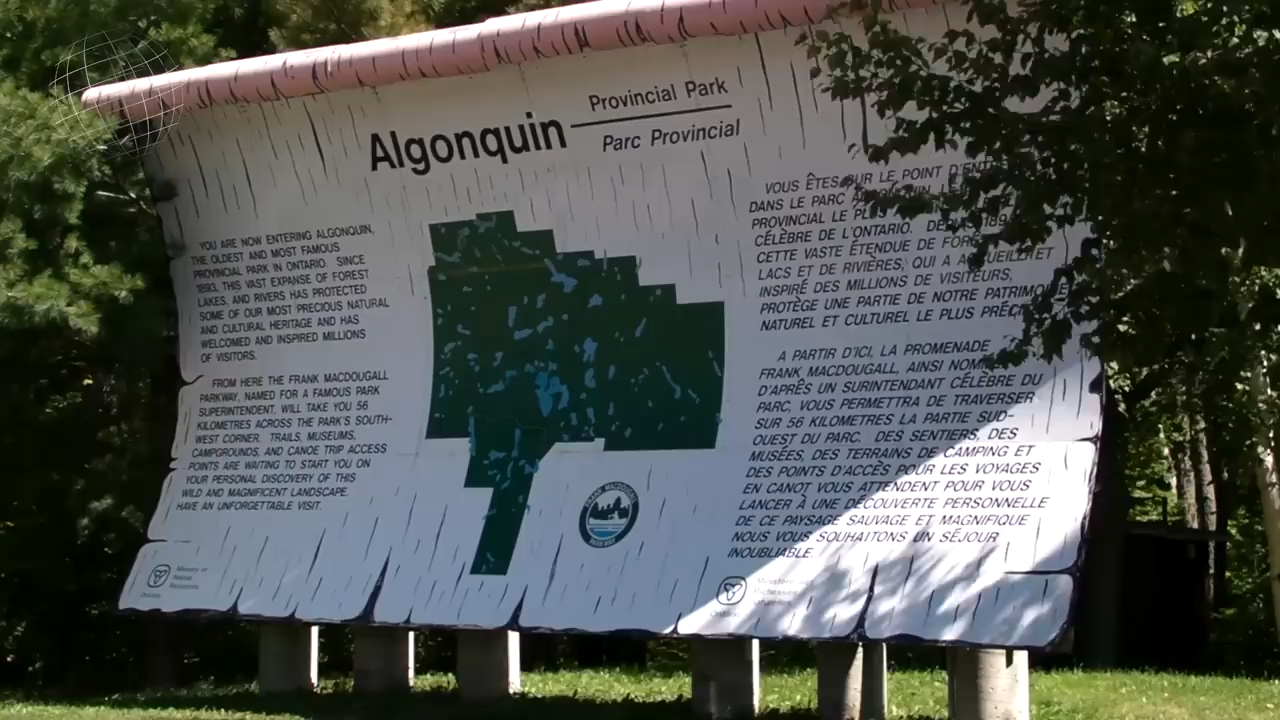 Algonquin
Provincial Park
Parc Provincial
YOU ARE NOW ENTERING ALGONQUIN,
THE OLDEST AND MOST FAMOUS
PROVINCIAL PARK IN ONTARIO. SINCE
1893, THIS VAST EXPANSE OF FOREST
LAKES, AND RIVERS HAS PROTECTED
SOME OF OUR MOST PRECIOUS NATURAL
AND CULTURAL HERITAGE AND HAS
WELCOMED AND INSPIRED MILLIONS
OF VISITORS.
FROM HERE THE FRANK MACDOUGALL
PARKWAY, NAMED FOR A FAMOUS PARK
SUPERINTENDENT, WILL TAKE YOU 56
KILOMETRES ACROSS THE PARK'S SOUTH-
WEST CORNER. TRAILS, MUSEUMS,
CAMPGROUNDS, AND CANOE TRIP ACCESS
POINTS ARE WAITING TO START YOU ON
YOUR PERSONAL DISCOVERY OF THIS
WILD AND MAGNIFICENT LANDSCAPE.
HAVE AN UNFORGETTABLE VISIT.
Ministry of
Natural
Resources
Ontario
VOUS ÊTES SUR LE POINT
DANS LE PARC
PROVINCIAL LE PLUS
CÉLÈBRE DE L'ONTARIO.
CETTE VASTE ÉTENDUE DE
LACS ET DE RIVIÈRES, QUI A ACCUEILLI ET
INSPIRÉ DES MILLIONS DE VISITEURS,
PROTÈGE UNE PARTIE DE NOTRE PATRIMOINE
NATUREL ET CULTUREL LE PLUS
A PARTIR D'ICI, LA PROMENADE
FRANK MACDOUGALL, AINSI NOMMÉE
D'APRÈS UN SURINTENDANT CÉLÈBRE DU
PARC, VOUS PERMETTRA DE TRAVERSER
SUR 56 KILOMETRES LA PARTIE SUD-
OUEST DU PARC. DES SENTIERS, DES
MUSÉES, DES TERRAINS DE CAMPING ET
DES POINTS D'ACCÈS POUR LES VOYAGES
EN CANOT VOUS ATTENDENT POUR VOUS
LANCER À UNE DÉCOUVERTE PERSONNELLE
DE CE PAYSAGE SAUVAGE ET MAGNIFIQUE
NOUS VOUS SOUHAITONS UN SÉJOUR
INOUBLIABLE.
FRANK MACDOUGALL
PARKWAY